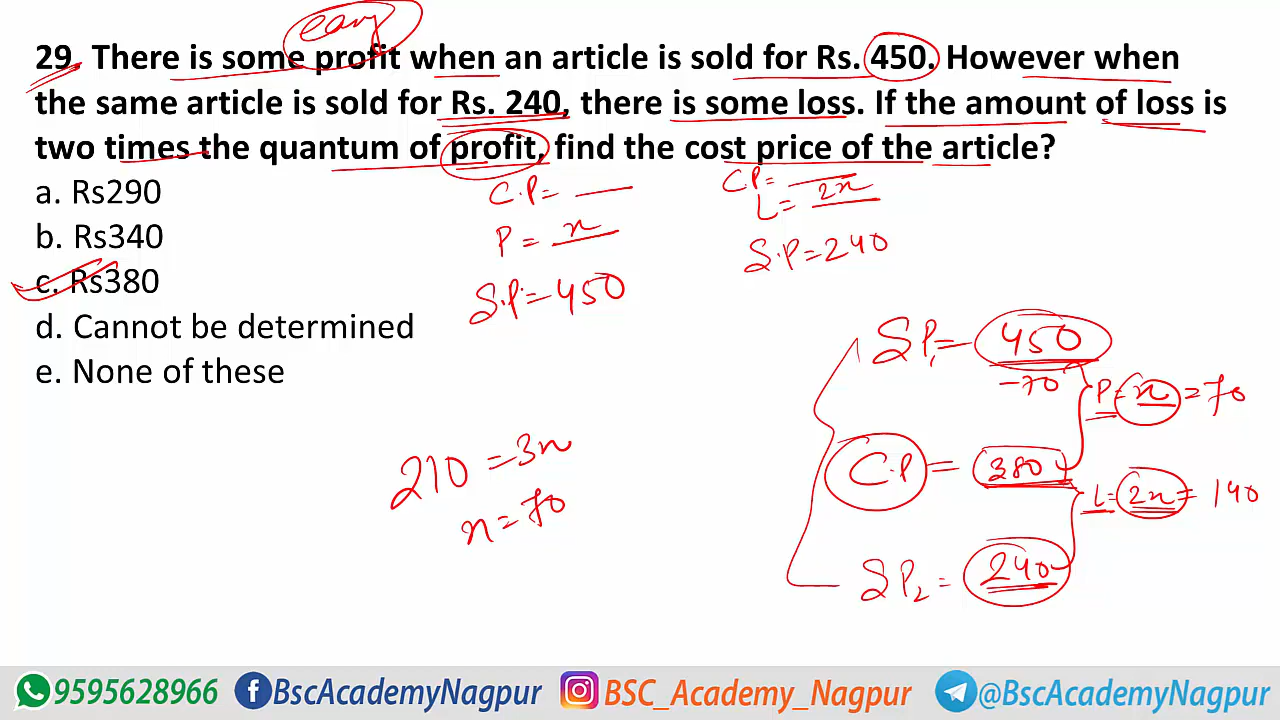 easy
29. There is some profit when an article is sold for Rs. 450. However when
the same article is sold for Rs. 240, there is some loss. If the amount of loss is
two times the quantum of profit, find the cost price of the article?
a. Rs290
b. Rs340
c. Rs380
d. Cannot be determined
e. None of these
C.P =
P = x
S.P. = 450
C.P =
L = 2x
S.P = 240
SP1 = 450
-70
P = x = 70
C.P = 380
L = 2x = 140
SP2 = 240
210 = 3x
x = 70
9595628966 BscAcademyNagpur BSC_Academy_Nagpur @BscAcademyNagpur